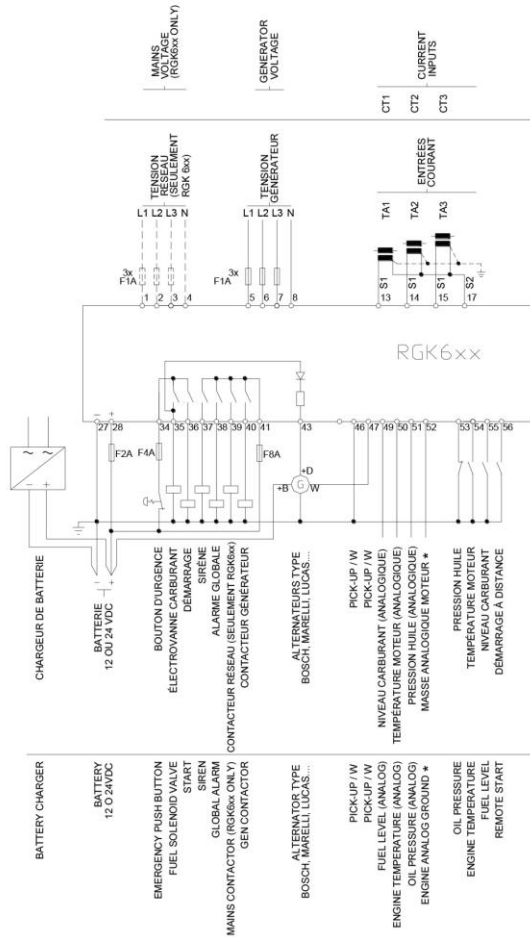 BATTERY CHARGER
CHARGEUR DE BATTERIE
~ ~
- +
BATTERY
12 O 24VDC
BATTERIE
12 OU 24 VDC
- +
F2A
- +
27 28
EMERGENCY PUSH BUTTON
FUEL SOLENOID VALVE
START
SIREN
GLOBAL ALARM
MAINS CONTACTOR (RGK6xx ONLY)
GEN CONTACTOR
BOUTON D'URGENCE
ÉLECTROVANNE CARBURANT
DÉMARRAGE
SIRÈNE
ALARME GLOBALE
CONTACTEUR RÉSEAU (SEULEMENT RGK6xx)
CONTACTEUR GÉNÉRATEUR
F4A
F8A
34 35 36 37 38 39 40 41
ALTERNATOR TYPE
BOSCH, MARELLI, LUCAS....
ALTERNATEURS TYPE
BOSCH, MARELLI, LUCAS....
+B
G
+D
W
43
PICK-UP / W
PICK-UP / W
FUEL LEVEL (ANALOG)
ENGINE TEMPERATURE (ANALOG)
OIL PRESSURE (ANALOG)
ENGINE ANALOG GROUND *
PICK-UP / W
PICK-UP / W
NIVEAU CARBURANT (ANALOGIQUE)
TEMPÉRATURE MOTEUR (ANALOGIQUE)
PRESSION HUILE (ANALOGIQUE)
MASSE ANALOGIQUE MOTEUR *
46 47 49 50 51 52
OIL PRESSURE
ENGINE TEMPERATURE
FUEL LEVEL
REMOTE START
PRESSION HUILE
TEMPÉRATURE MOTEUR
NIVEAU CARBURANT
DÉMARRAGE À DISTANCE
53 54 55 56
RGK6xx
1 2 3 4
3x
F1A
L1 L2 L3 N
TENSION
RÉSEAU
(SEULEMENT
RGK 6xx)
MAINS
VOLTAGE
(RGK6xx ONLY)
5 6 7 8
3x
F1A
L1 L2 L3 N
TENSION
GÉNÉRATEUR
GENERATOR
VOLTAGE
13 14 15 17
S1 S1 S1 S2
TA1 TA2 TA3
ENTRÉES
COURANT
CT1 CT2 CT3
CURRENT
INPUTS